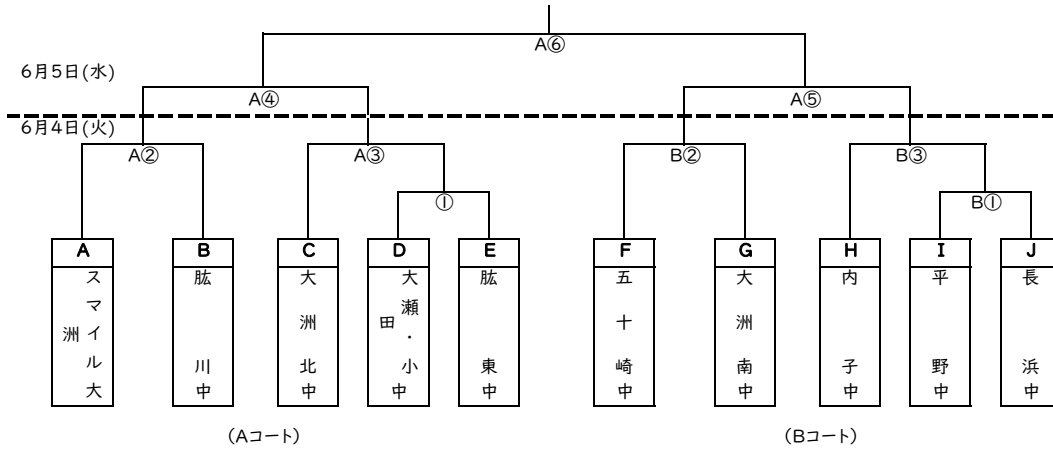 A⑥
6月5日(水)
A④
A⑤
6月4日(火)
A②
A③
B②
B③
①
B①
A
B
C
D
E
F
G
H
I
J
スマイル大洲
肱川中
大洲北中
大瀬・小田中
肱東中
五十崎中
大洲南中
内子中
平野中
長浜中
(Aコート)
(Bコート)